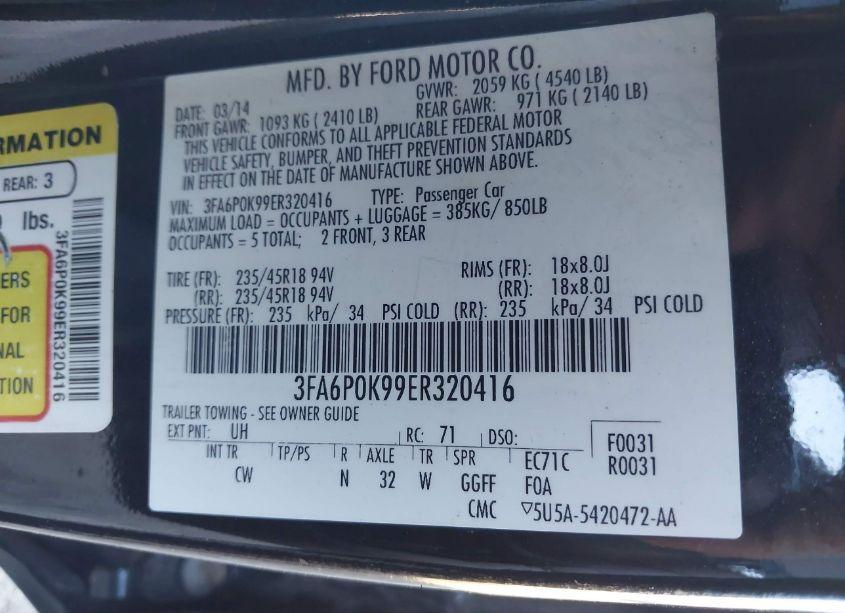 RMATION
REAR: 3
lbs.
ERS
FOR
NAL
TION
3FA6P0K99ER320416
MFD. BY FORD MOTOR CO.
DATE: 03/14 GVWR: 2059 KG ( 4540 LB)
FRONT GAWR: 1093 KG ( 2410 LB) REAR GAWR: 971 KG ( 2140 LB)
THIS VEHICLE CONFORMS TO ALL APPLICABLE FEDERAL MOTOR
VEHICLE SAFETY, BUMPER, AND THEFT PREVENTION STANDARDS
IN EFFECT ON THE DATE OF MANUFACTURE SHOWN ABOVE.
VIN: 3FA6P0K99ER320416 TYPE: Passenger Car
MAXIMUM LOAD = OCCUPANTS + LUGGAGE = 385KG/ 850LB
OCCUPANTS = 5 TOTAL; 2 FRONT, 3 REAR
TIRE (FR): 235/45R18 94V RIMS (FR): 18x8.0J
(RR): 235/45R18 94V (RR): 18x8.0J
PRESSURE (FR): 235 kPa/ 34 PSI COLD (RR): 235 kPa/ 34 PSI COLD
3FA6P0K99ER320416
TRAILER TOWING - SEE OWNER GUIDE
EXT PNT: UH RC: 71 DSO: F0031
INT TR TP/PS R AXLE TR SPR EC71C R0031
CW N 32 W GGFF F0A
CMC ▽5U5A-5420472-AA